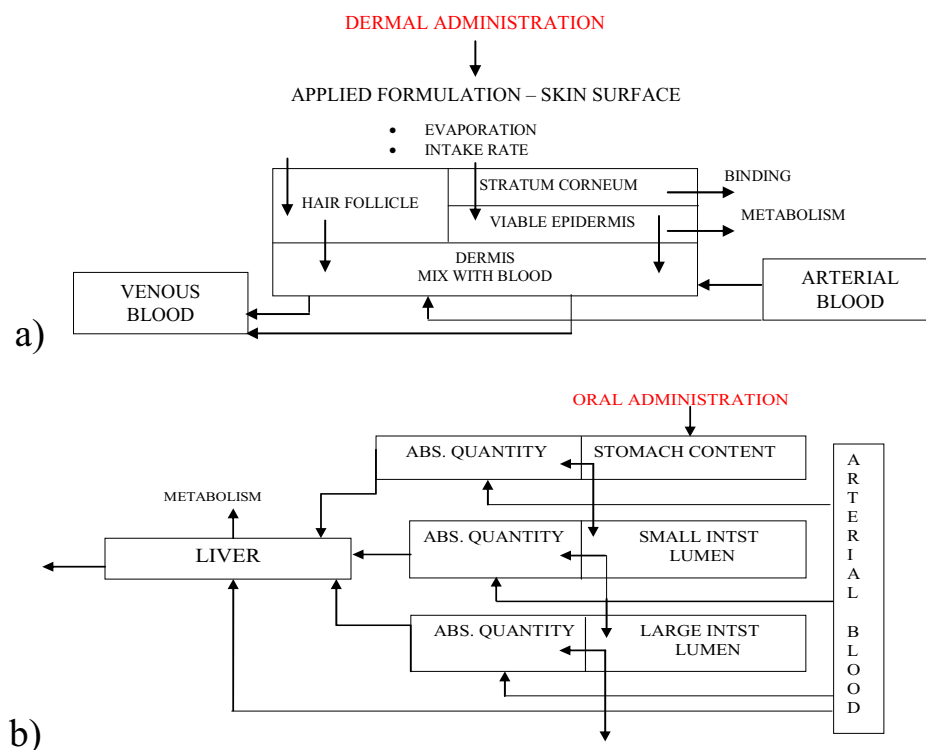 DERMAL ADMINISTRATION
APPLIED FORMULATION – SKIN SURFACE
• EVAPORATION
• INTAKE RATE
HAIR FOLLICLE
STRATUM CORNEUM
BINDING
VIABLE EPIDERMIS
METABOLISM
DERMIS
MIX WITH BLOOD
VENOUS
BLOOD
ARTERIAL
BLOOD
a)
ORAL ADMINISTRATION
ABS. QUANTITY
STOMACH CONTENT
METABOLISM
LIVER
ABS. QUANTITY
SMALL INTST
LUMEN
ABS. QUANTITY
LARGE INTST
LUMEN
ARTERIAL BLOOD
b)